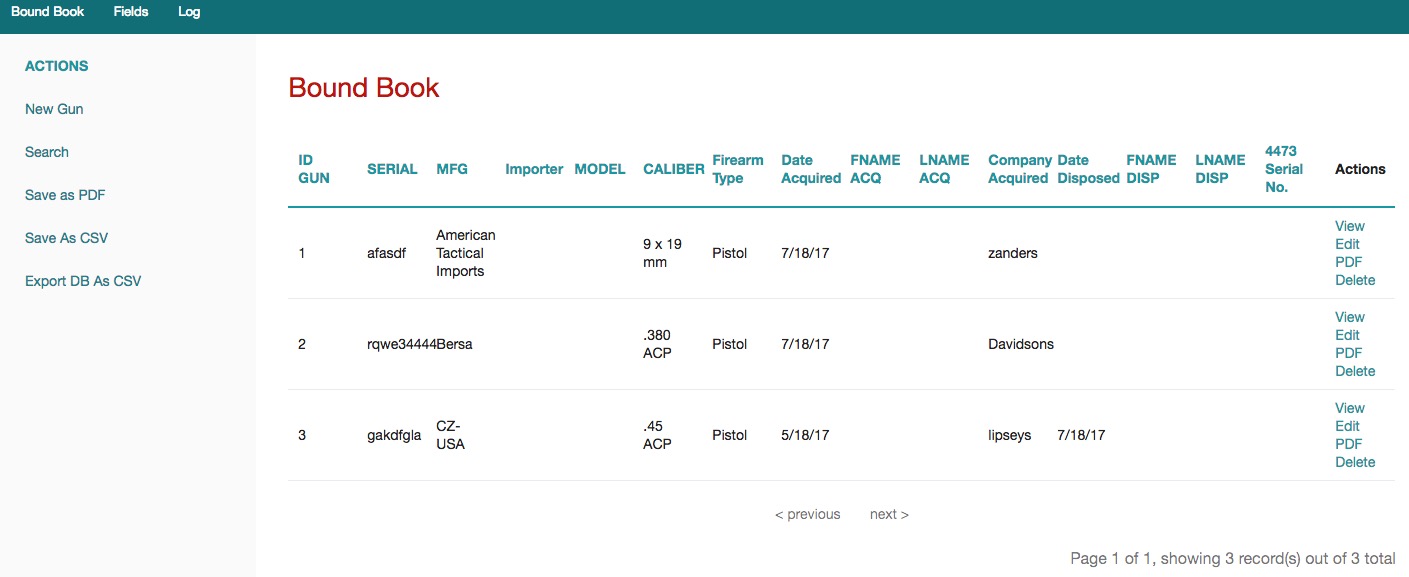 Bound Book Fields Log
ACTIONS
New Gun
Search
Save as PDF
Save As CSV
Export DB As CSV
Bound Book
ID GUN SERIAL MFG Importer MODEL CALIBER Firearm Type Date Acquired FNAME ACQ LNAME ACQ Company Acquired Date Disposed FNAME DISP LNAME DISP 4473 Serial No. Actions
1 afasdf American Tactical Imports 9 x 19 mm Pistol 7/18/17 zanders View Edit PDF Delete
2 rqwe34444 Bersa .380 ACP Pistol 7/18/17 Davidsons View Edit PDF Delete
3 gakdfgla CZ-USA .45 ACP Pistol 5/18/17 lipseys 7/18/17 View Edit PDF Delete
< previous next >
Page 1 of 1, showing 3 record(s) out of 3 total